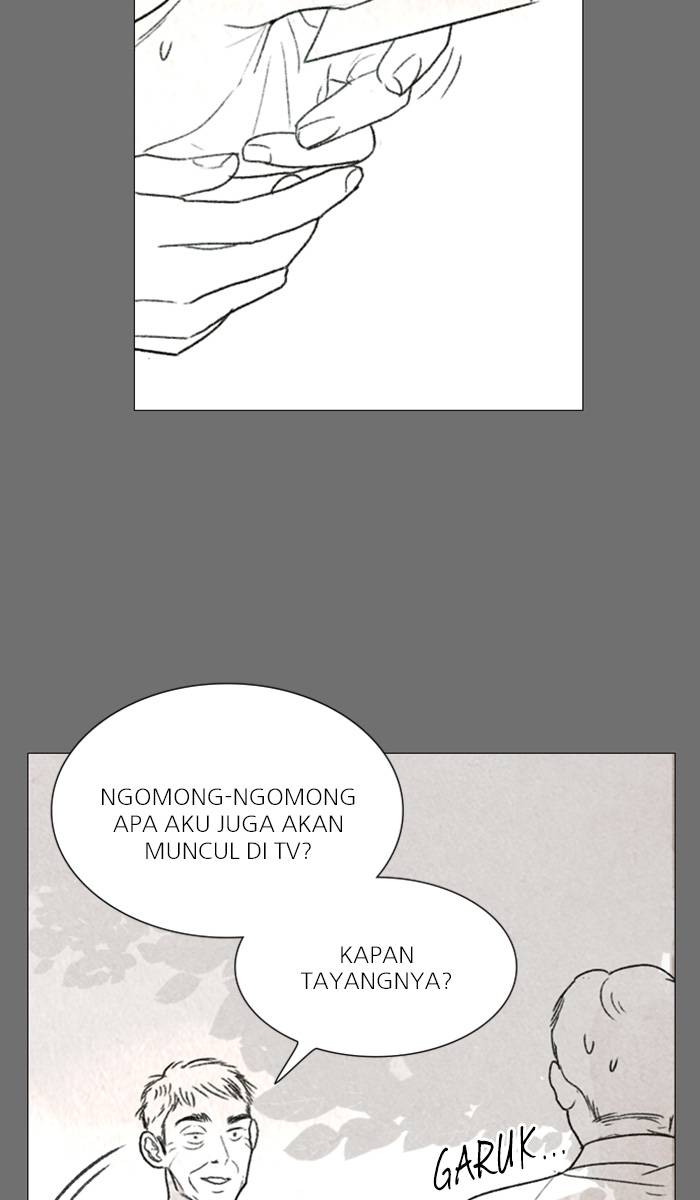 NGOMONG-NGOMONG
APA AKU JUGA AKAN
MUNCUL DI TV?
KAPAN
TAYANGNYA?
GARUK...